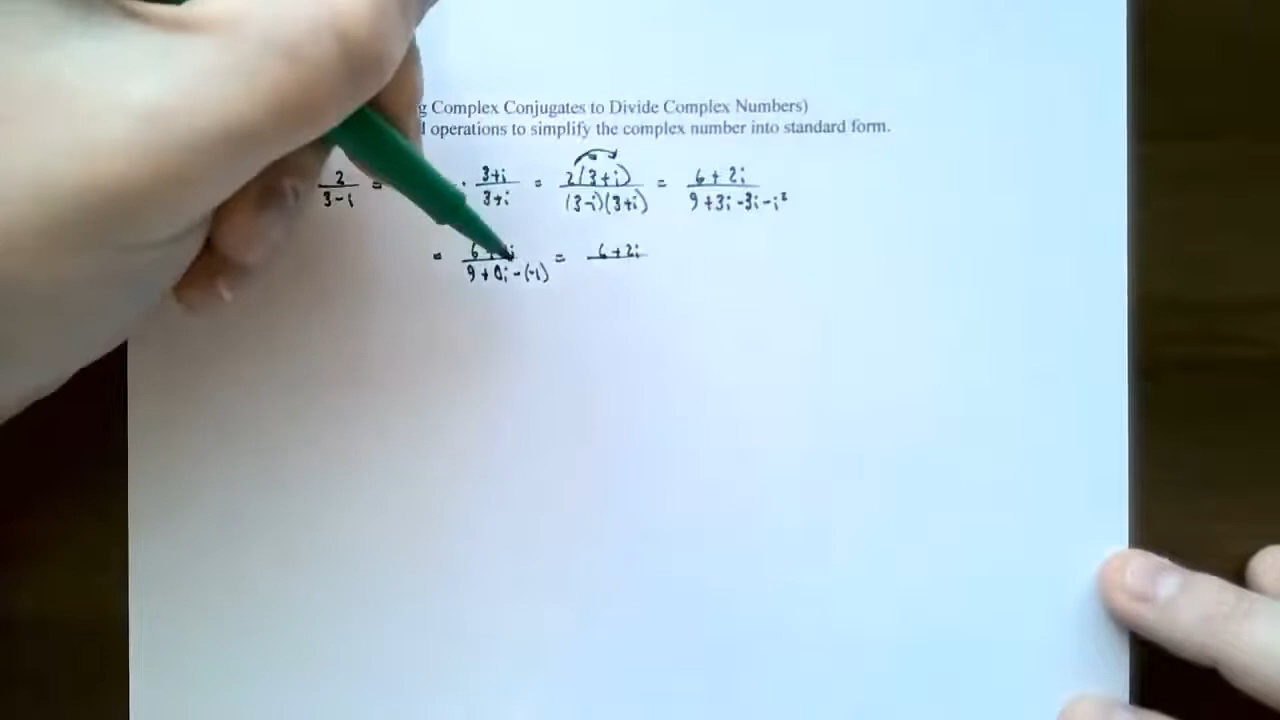 g Complex Conjugates to Divide Complex Numbers)
l operations to simplify the complex number into standard form.
2/(3-i) = · (3+i)/(3+i) = 2(3+i)/((3-i)(3+i)) = (6+2i)/(9+3i-3i-i²)
= 6 i/(9+0i-(-1)) = 6+2i